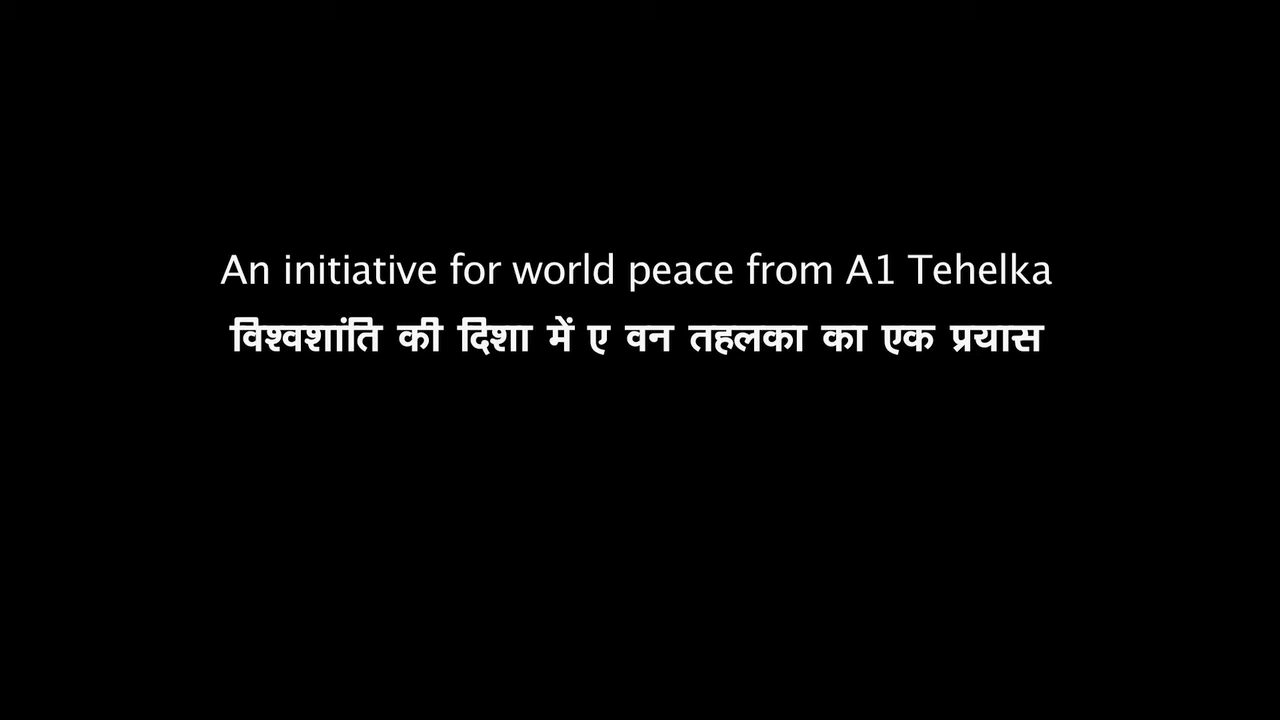 An initiative for world peace from A1 Tehelka
विश्वशांति की दिशा में ए वन तहलका का एक प्रयास